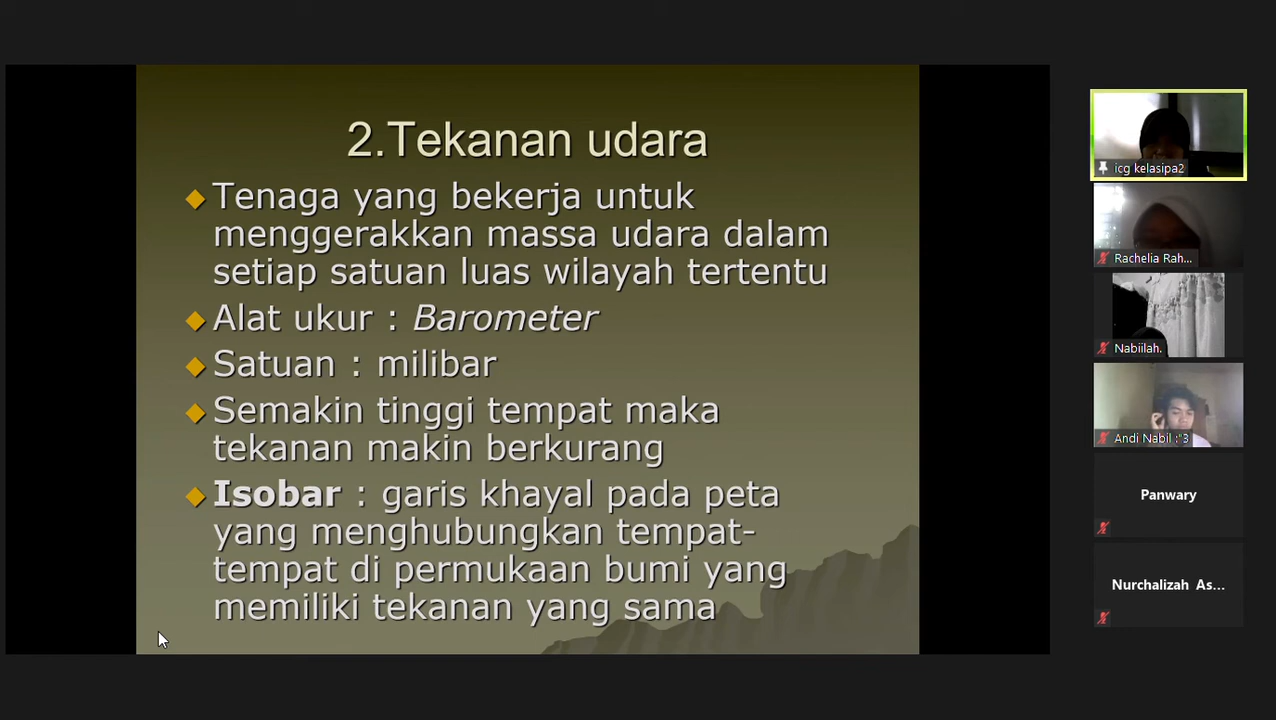 2.Tekanan udara
Tenaga yang bekerja untuk
menggerakkan massa udara dalam
setiap satuan luas wilayah tertentu
Alat ukur : Barometer
Satuan : milibar
Semakin tinggi tempat maka
tekanan makin berkurang
Isobar : garis khayal pada peta
yang menghubungkan tempat-
tempat di permukaan bumi yang
memiliki tekanan yang sama
icg kelasipa2
Rachelia Rah...
Nabiilah.
Andi Nabil :"3
Panwary
Nurchalizah As...